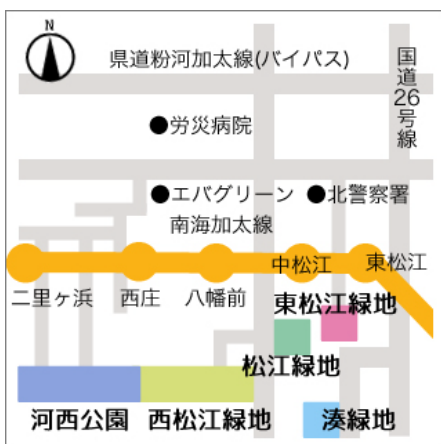 N
県道粉河加太線(バイパス)
国道26号線
●労災病院
●エバグリーン
●北警察署
南海加太線
中松江
東松江
二里ヶ浜
西庄
八幡前
東松江緑地
松江緑地
河西公園
西松江緑地
湊緑地